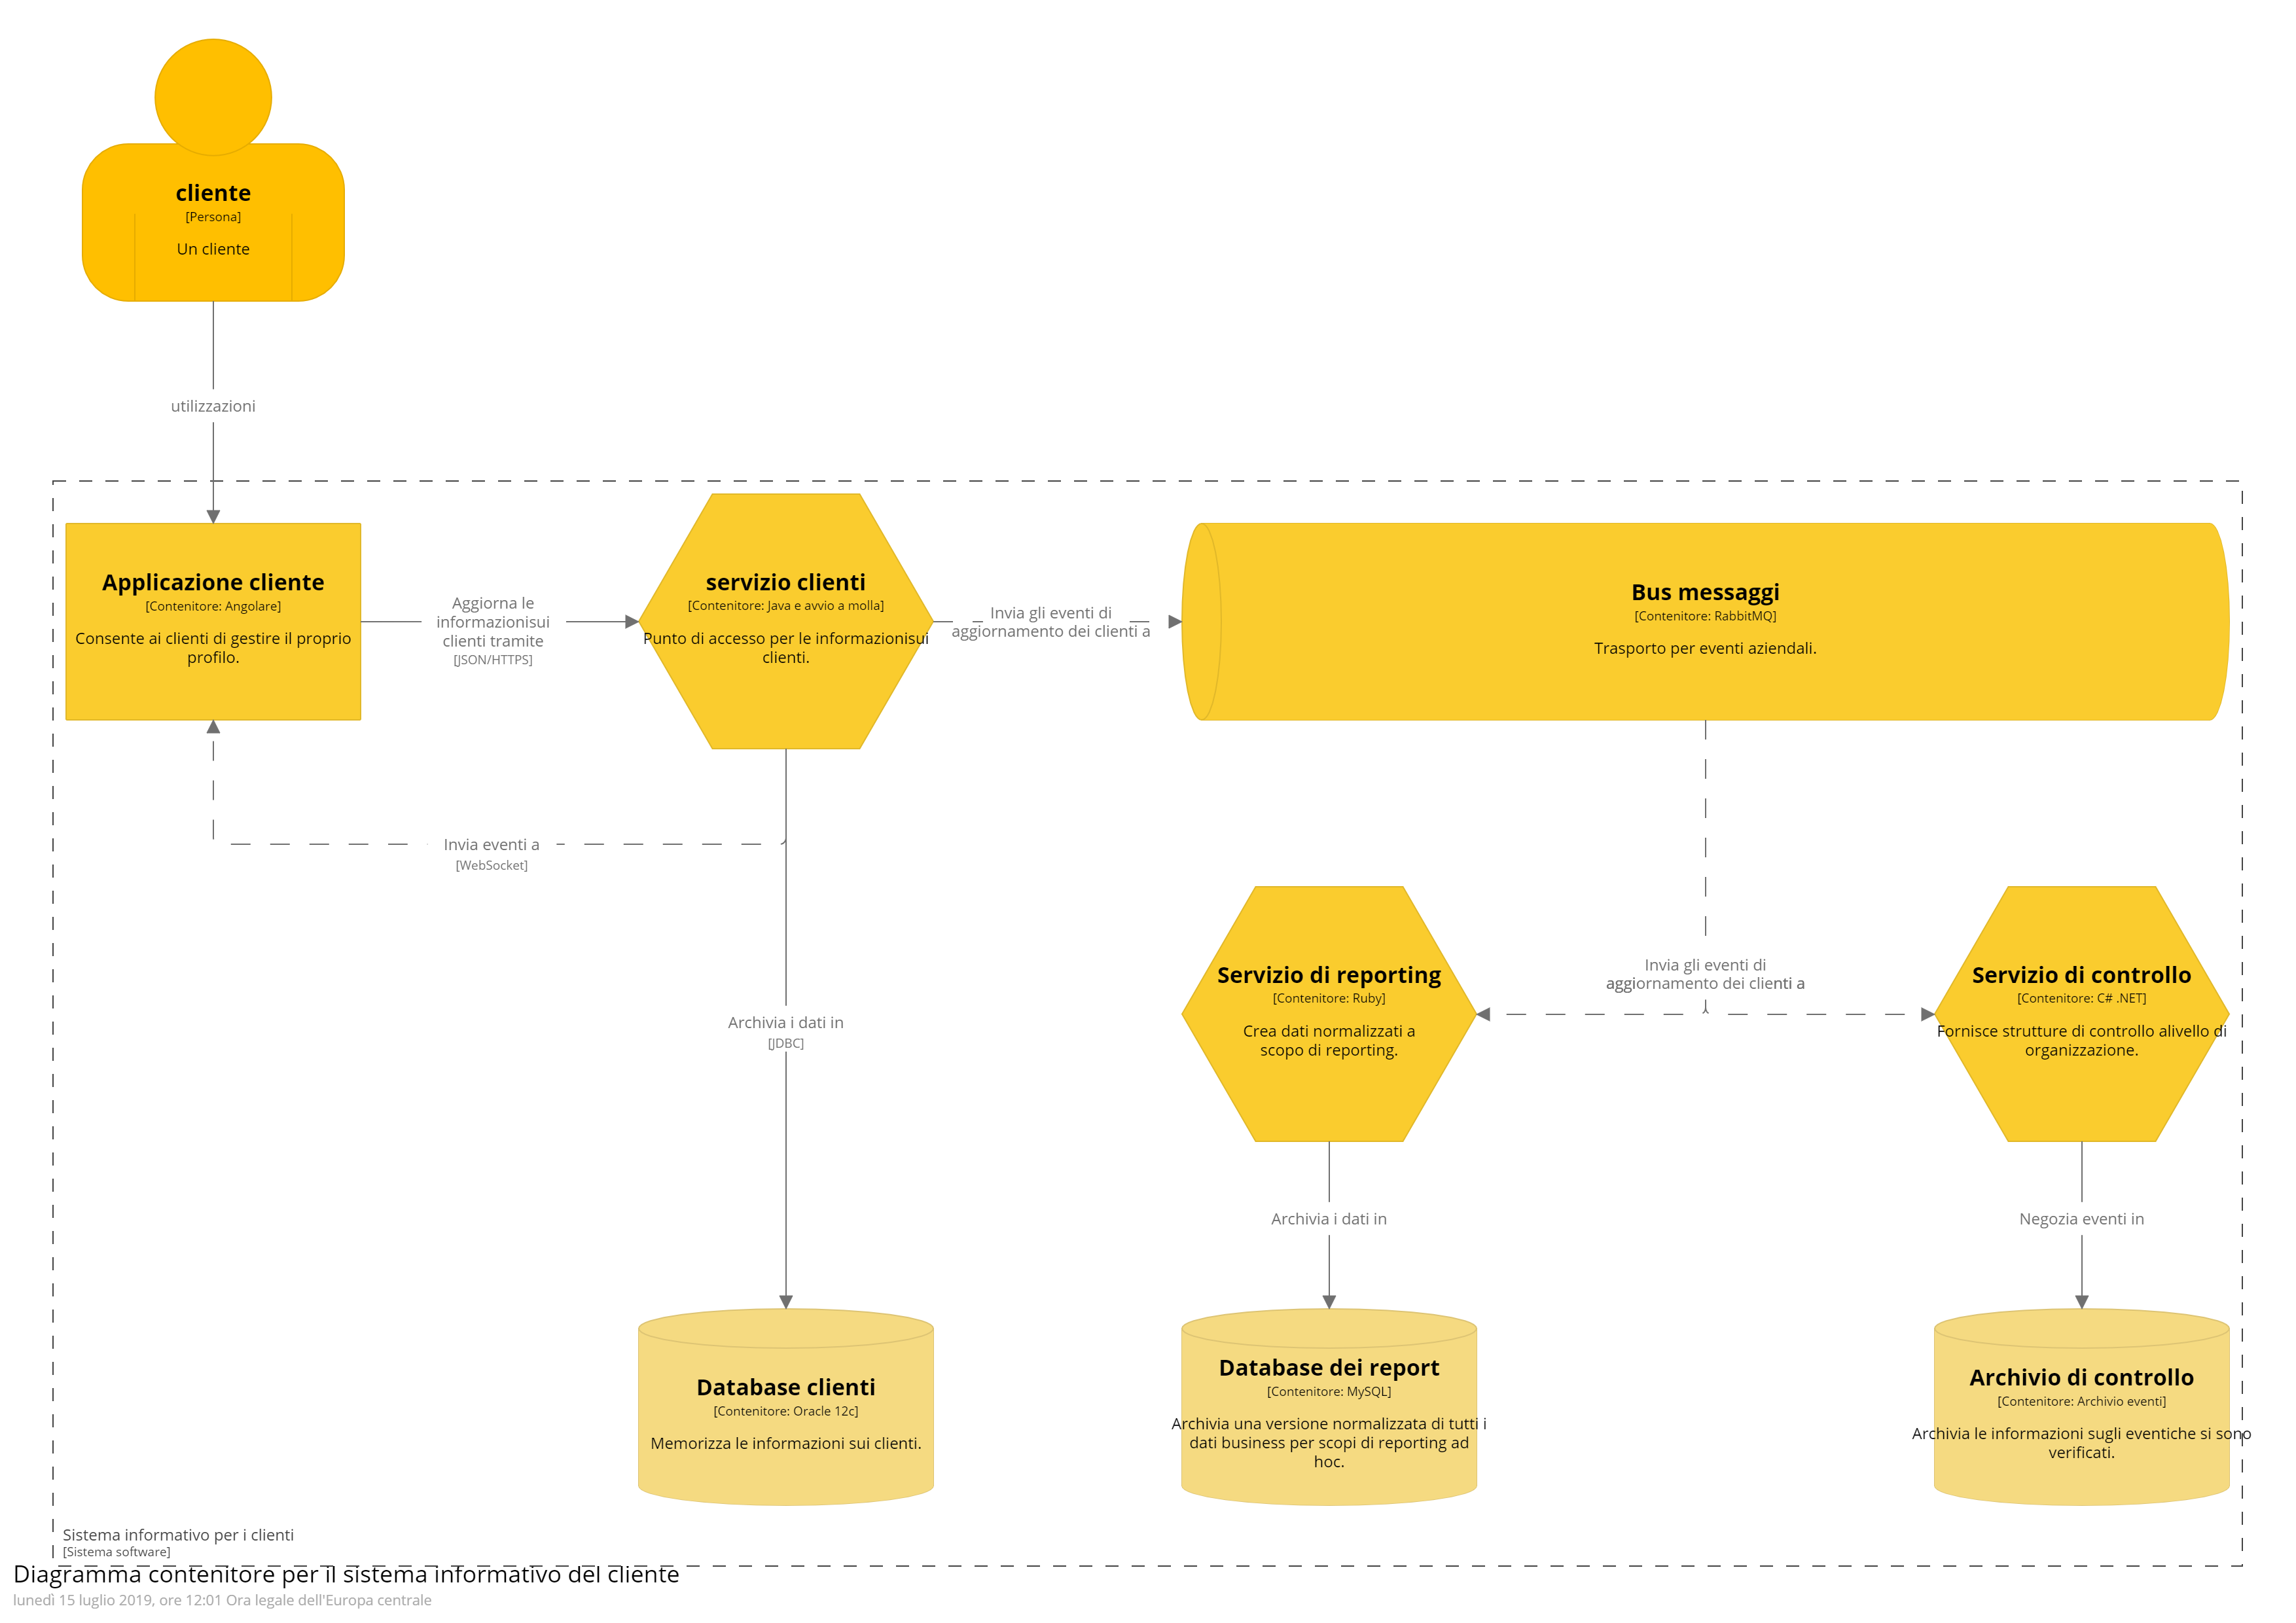 cliente
[Persona]
Un cliente
utilizzazioni
Applicazione cliente
[Contenitore: Angolare]
Consente ai clienti di gestire il proprio
profilo.
Aggiorna le
informazionisui
clienti tramite
[JSON/HTTPS]
servizio clienti
[Contenitore: Java e avvio a molla]
Punto di accesso per le informazionisui
clienti.
Invia gli eventi di
aggiornamento dei clienti a
Bus messaggi
[Contenitore: RabbitMQ]
Trasporto per eventi aziendali.
Invia eventi a
[WebSocket]
Archivia i dati in
[JDBC]
Servizio di reporting
[Contenitore: Ruby]
Crea dati normalizzati a
scopo di reporting.
Invia gli eventi di
aggiornamento dei clienti a
Servizio di controllo
[Contenitore: C# .NET]
Fornisce strutture di controllo alivello di
organizzazione.
Archivia i dati in
Negozia eventi in
Database clienti
[Contenitore: Oracle 12c]
Memorizza le informazioni sui clienti.
Database dei report
[Contenitore: MySQL]
Archivia una versione normalizzata di tutti i
dati business per scopi di reporting ad
hoc.
Archivio di controllo
[Contenitore: Archivio eventi]
Archivia le informazioni sugli eventiche si sono
verificati.
Sistema informativo per i clienti
[Sistema software]
Diagramma contenitore per il sistema informativo del cliente
lunedì 15 luglio 2019, ore 12:01 Ora legale dell'Europa centrale